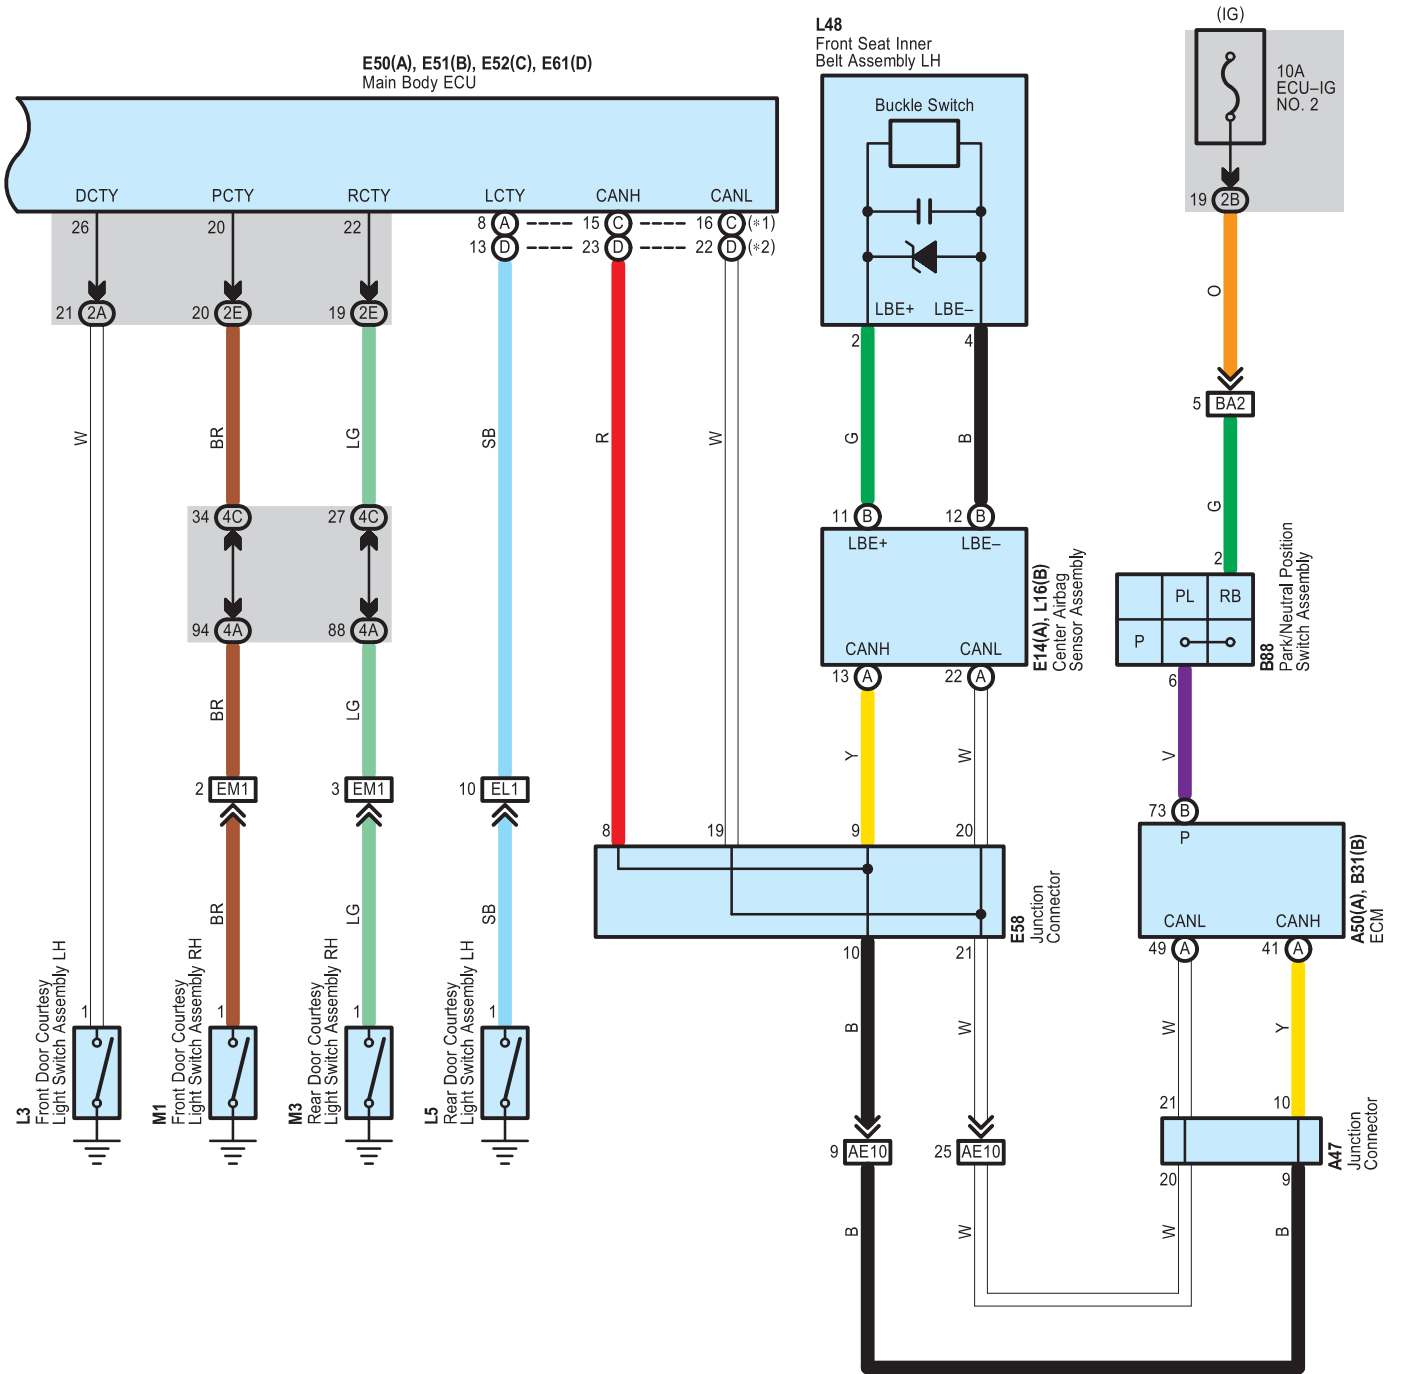 E50(A), E51(B), E52(C), E61(D)
Main Body ECU
DCTY PCTY RCTY LCTY CANH CANL
26 20 22 8 A 15 C 16 C (*1)
13 D 23 D 22 D (*2)
21 2A 20 2E 19 2E
W BR LG SB R W
34 4C 27 4C
94 4A 88 4A
BR LG
2 EM1 3 EM1 10 EL1
BR LG SB
1 1 1 1
L3
Front Door Courtesy
Light Switch Assembly LH
M1
Front Door Courtesy
Light Switch Assembly RH
M3
Rear Door Courtesy
Light Switch Assembly RH
L5
Rear Door Courtesy
Light Switch Assembly LH
L48
Front Seat Inner
Belt Assembly LH
Buckle Switch
LBE+ LBE–
2 4
G B
11 B 12 B
LBE+ LBE–
E14(A), L16(B)
Center Airbag
Sensor Assembly
CANH CANL
13 A 22 A
Y W
8 19 9 20
E58
Junction
Connector
10 21
B W
9 AE10 25 AE10
B W
(IG)
10A
ECU–IG
NO. 2
19 2B
O
5 BA2
G
2
PL RB
P
B88
Park/Neutral Position
Switch Assembly
6
V
73 B
P
A50(A), B31(B)
ECM
CANL CANH
49 A 41 A
W Y
21 10
A47
Junction
Connector
20 9
W B